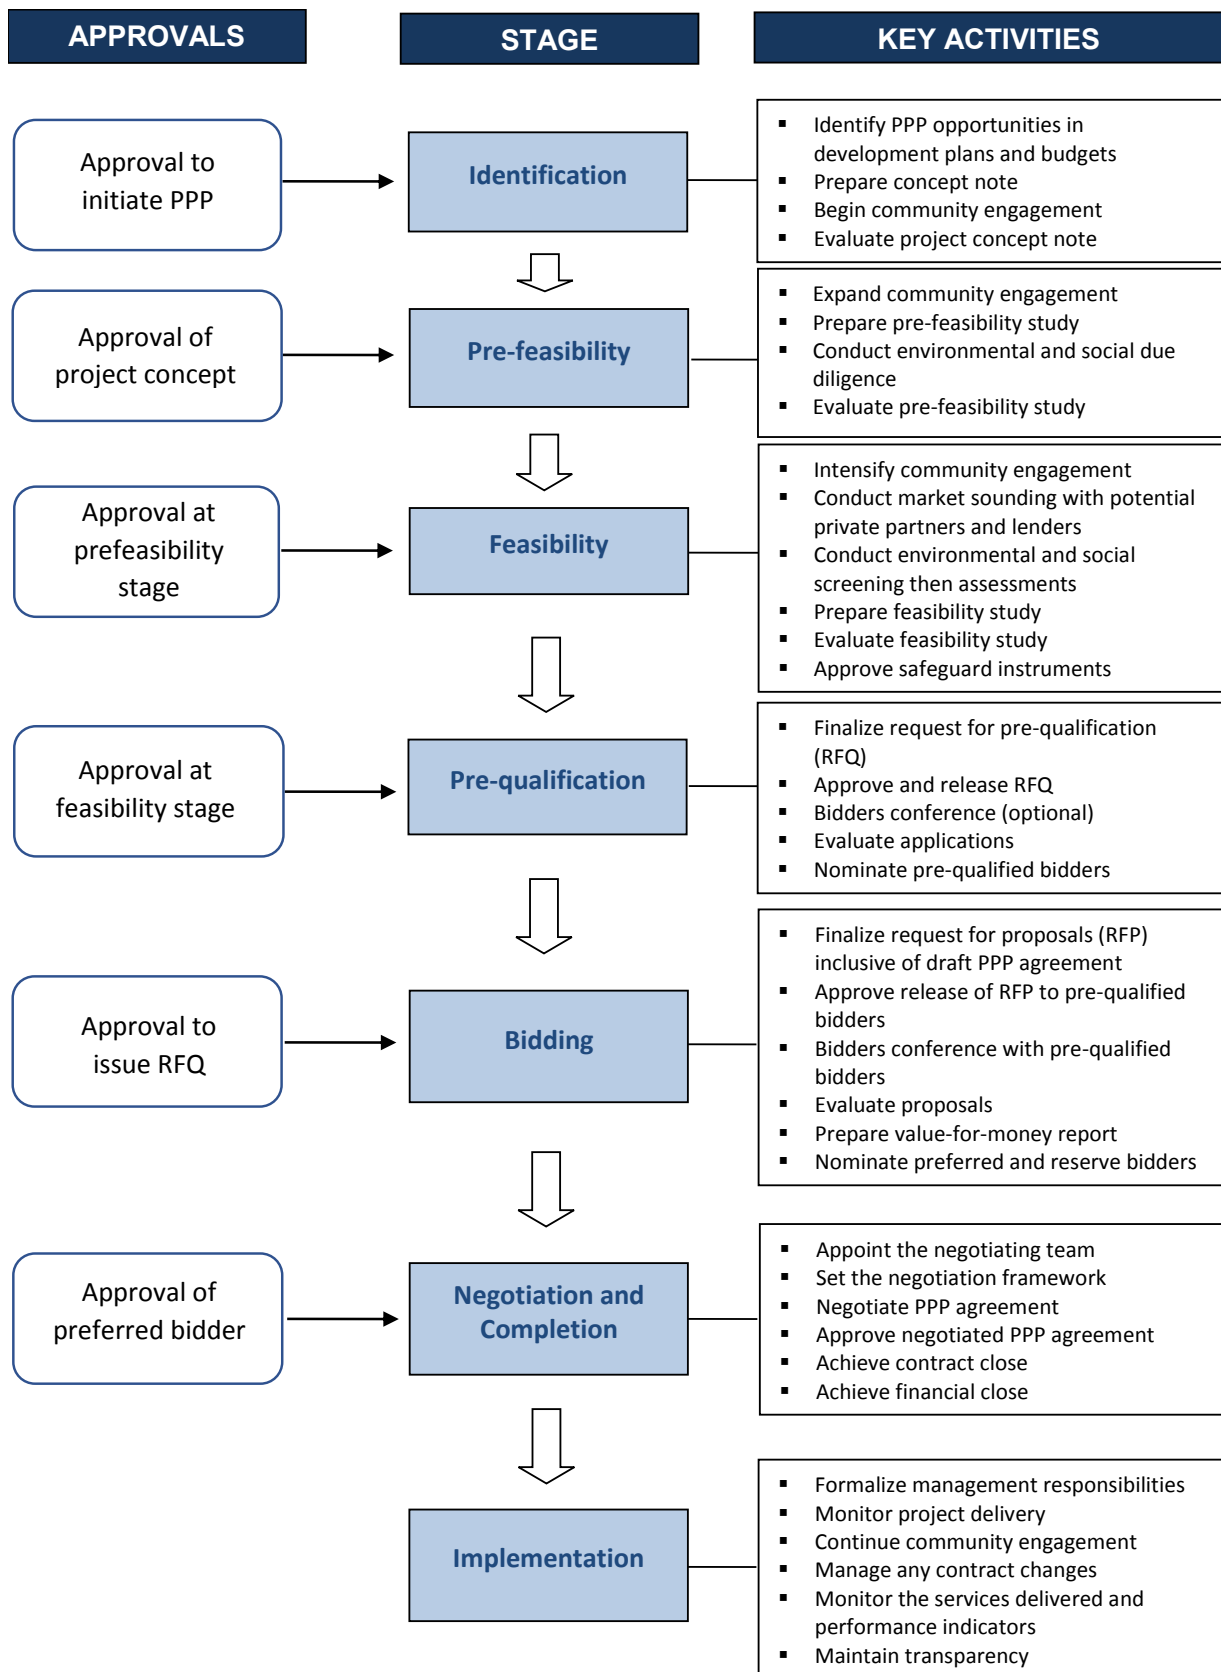 APPROVALS
STAGE
KEY ACTIVITIES
Approval to
initiate PPP
Identification
▪ Identify PPP opportunities in
development plans and budgets
▪ Prepare concept note
▪ Begin community engagement
▪ Evaluate project concept note
Approval of
project concept
Pre-feasibility
▪ Expand community engagement
▪ Prepare pre-feasibility study
▪ Conduct environmental and social due
diligence
▪ Evaluate pre-feasibility study
Approval at
prefeasibility
stage
Feasibility
▪ Intensify community engagement
▪ Conduct market sounding with potential
private partners and lenders
▪ Conduct environmental and social
screening then assessments
▪ Prepare feasibility study
▪ Evaluate feasibility study
▪ Approve safeguard instruments
Approval at
feasibility stage
Pre-qualification
▪ Finalize request for pre-qualification
(RFQ)
▪ Approve and release RFQ
▪ Bidders conference (optional)
▪ Evaluate applications
▪ Nominate pre-qualified bidders
Approval to
issue RFQ
Bidding
▪ Finalize request for proposals (RFP)
inclusive of draft PPP agreement
▪ Approve release of RFP to pre-qualified
bidders
▪ Bidders conference with pre-qualified
bidders
▪ Evaluate proposals
▪ Prepare value-for-money report
▪ Nominate preferred and reserve bidders
Approval of
preferred bidder
Negotiation and
Completion
▪ Appoint the negotiating team
▪ Set the negotiation framework
▪ Negotiate PPP agreement
▪ Approve negotiated PPP agreement
▪ Achieve contract close
▪ Achieve financial close
Implementation
▪ Formalize management responsibilities
▪ Monitor project delivery
▪ Continue community engagement
▪ Manage any contract changes
▪ Monitor the services delivered and
performance indicators
▪ Maintain transparency